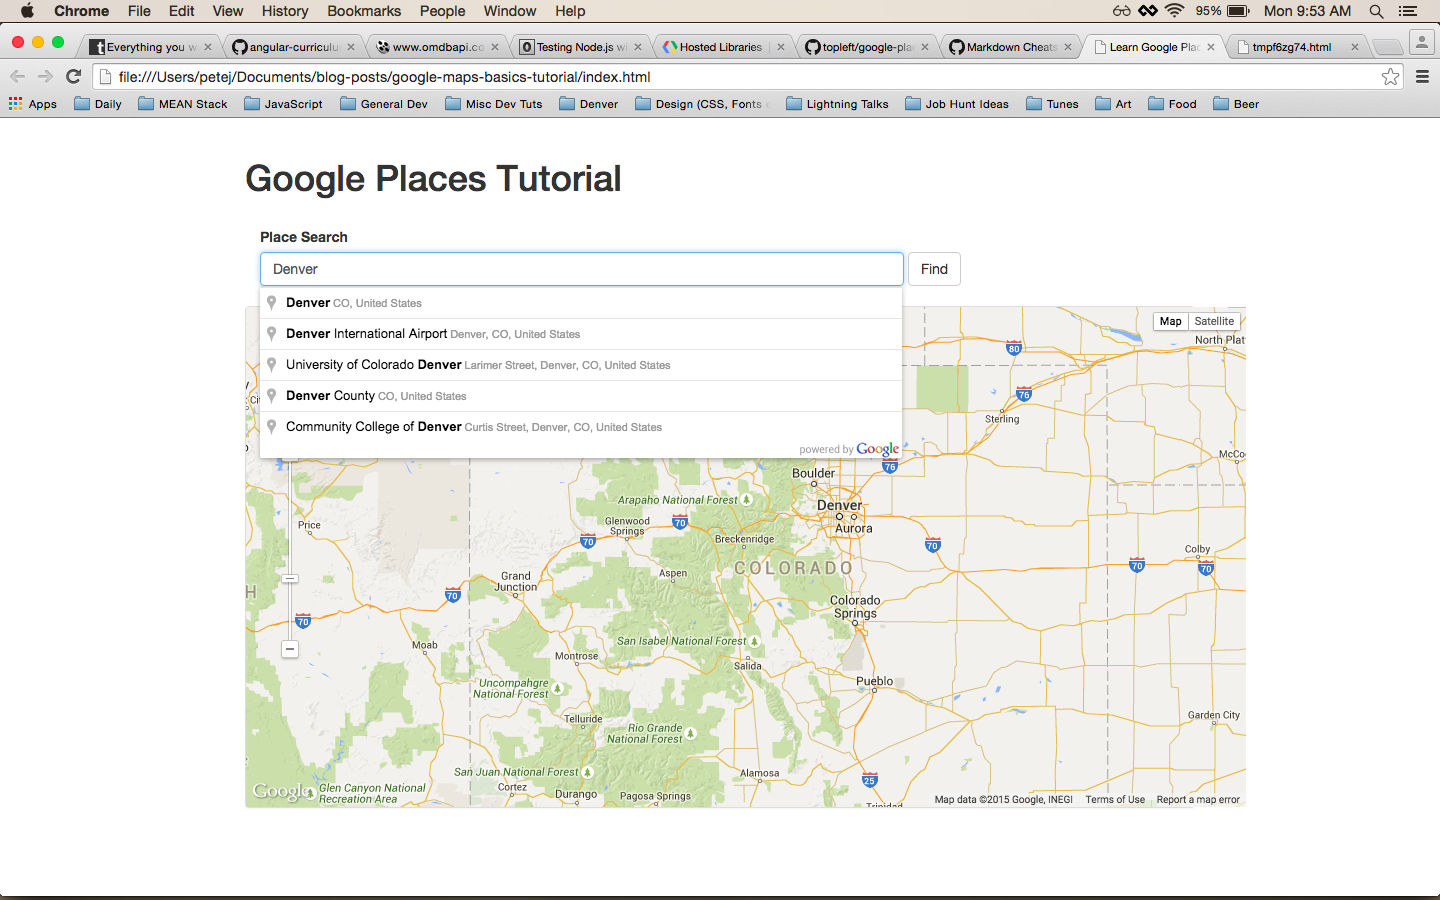 Chrome File Edit View History Bookmarks People Window Help 95% Mon 9:53 AM
Everything you w angular-curriculu www.omdbapi.co Testing Node.js wi Hosted Libraries topleft/google-pla Markdown Cheats Learn Google Plac tmpf6zg74.html
file:///Users/petej/Documents/blog-posts/google-maps-basics-tutorial/index.html
Apps Daily MEAN Stack JavaScript General Dev Misc Dev Tuts Denver Design (CSS, Fonts Lightning Talks Job Hunt Ideas Tunes Art Food Beer
Google Places Tutorial
Place Search
Denver Find
Denver CO, United States
Denver International Airport Denver, CO, United States
University of Colorado Denver Larimer Street, Denver, CO, United States
Denver County CO, United States
Community College of Denver Curtis Street, Denver, CO, United States
powered by Google
Map Satellite
North Plat
80
76
Sterling
McCo
76
Boulder
Arapaho National Forest
Denver
Aurora
Price
Glenwood
Springs
70
70
Breckenridge
70
Colby
70
70
COLORADO
Grand
Junction
Aspen
70
H
Colorado
Springs
70
San Isabel National Forest
Moab
Montrose
Salida
Uncompahgre
National Forest
Pueblo
Telluride
Rio Grande
National Forest
Garden City
San Juan National Forest
Alamosa
25
Google
Glen Canyon National
Recreation Area
Cortez
Durango
Pagosa Springs
Trinidad
Map data ©2015 Google, INEGI Terms of Use Report a map error